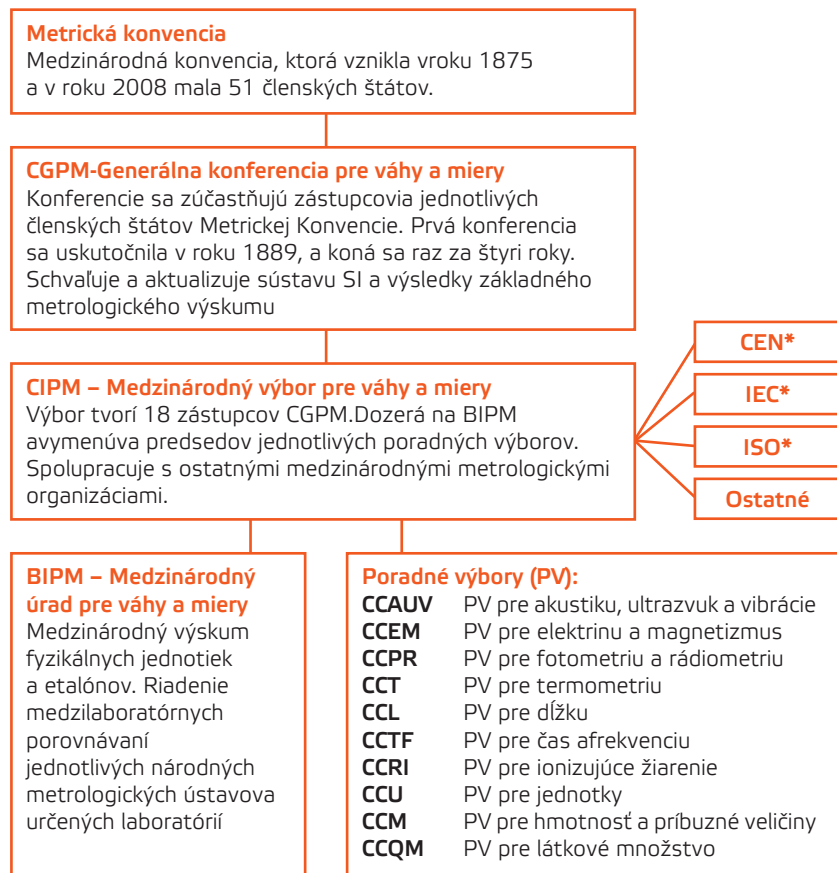 Metrická konvencia
Medzinárodná konvencia, ktorá vznikla vroku 1875
a v roku 2008 mala 51 členských štátov.
CGPM-Generálna konferencia pre váhy a miery
Konferencie sa zúčastňujú zástupcovia jednotlivých
členských štátov Metrickej Konvencie. Prvá konferencia
sa uskutočnila v roku 1889, a koná sa raz za štyri roky.
Schvaľuje a aktualizuje sústavu SI a výsledky základného
metrologického výskumu
CIPM – Medzinárodný výbor pre váhy a miery
Výbor tvorí 18 zástupcov CGPM.Dozerá na BIPM
avymenúva predsedov jednotlivých poradných výborov.
Spolupracuje s ostatnými medzinárodnými metrologickými
organizáciami.
CEN*
IEC*
ISO*
Ostatné
BIPM – Medzinárodný
úrad pre váhy a miery
Medzinárodný výskum
fyzikálnych jednotiek
a etalónov. Riadenie
medzilaboratórnych
porovnávaní
jednotlivých národných
metrologických ústavova
určených laboratórií
Poradné výbory (PV):
CCAUV PV pre akustiku, ultrazvuk a vibrácie
CCEM PV pre elektrinu a magnetizmus
CCPR PV pre fotometriu a rádiometriu
CCT PV pre termometriu
CCL PV pre dĺžku
CCTF PV pre čas afrekvenciu
CCRI PV pre ionizujúce žiarenie
CCU PV pre jednotky
CCM PV pre hmotnosť a príbuzné veličiny
CCQM PV pre látkové množstvo